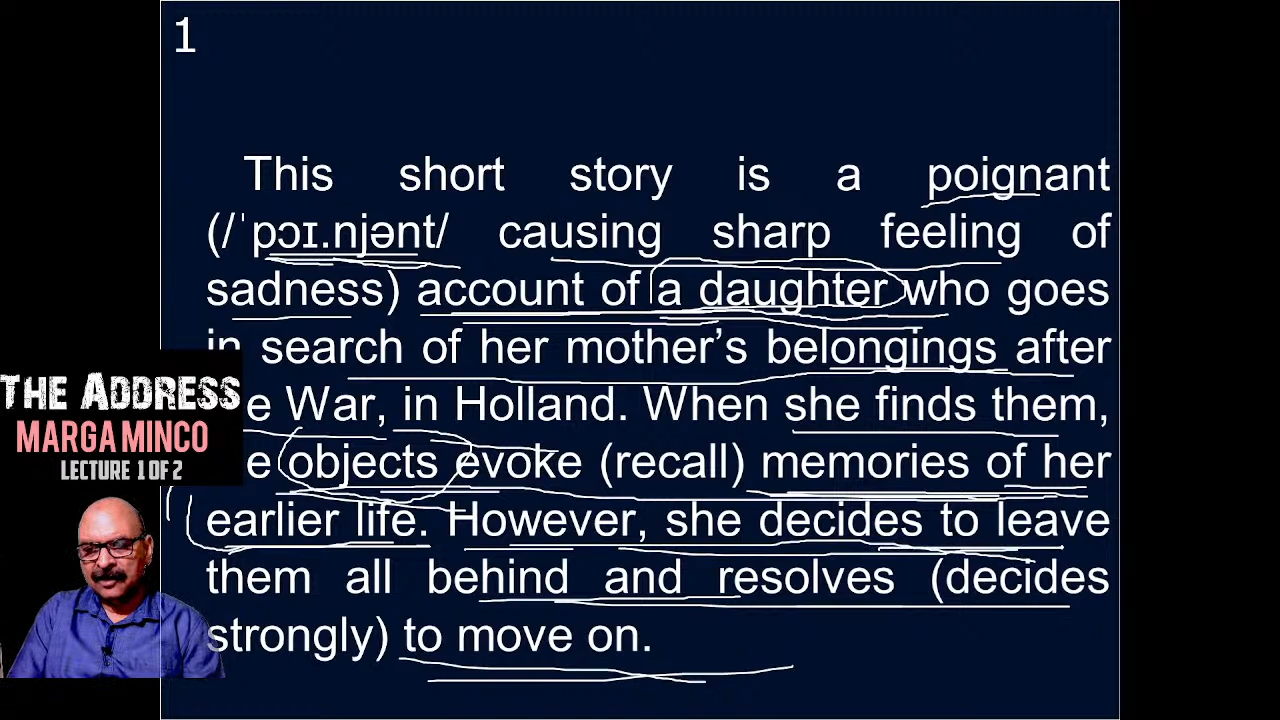 1
This short story is a poignant
(/ˈpɔɪ.njənt/ causing sharp feeling of
sadness) account of a daughter who goes
in search of her mother’s belongings after
e War, in Holland. When she finds them,
e objects evoke (recall) memories of her
earlier life. However, she decides to leave
them all behind and resolves (decides
strongly) to move on.
THE ADDRESS
MARGA MINCO
LECTURE 1 OF 2